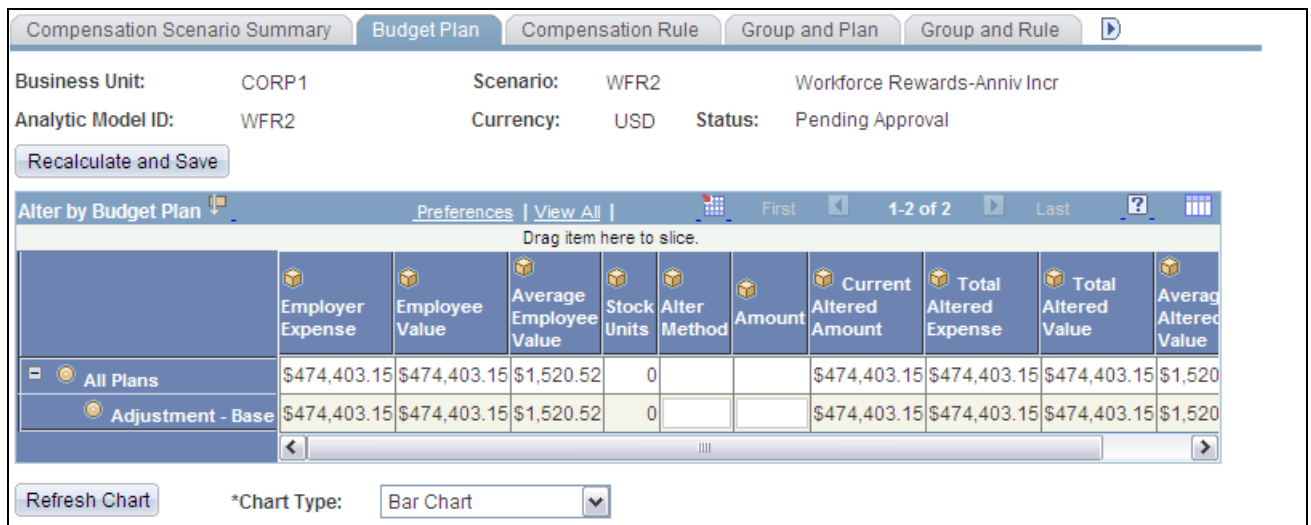 Compensation Scenario Summary Budget Plan Compensation Rule Group and Plan Group and Rule
Business Unit: CORP1 Scenario: WFR2 Workforce Rewards-Anniv Incr
Analytic Model ID: WFR2 Currency: USD Status: Pending Approval
Recalculate and Save
Alter by Budget Plan Preferences | View All | First 1-2 of 2 Last ?
Drag item here to slice.
Employer Expense Employee Value Average Employee Value Stock Units Alter Method Amount Current Altered Amount Total Altered Expense Total Altered Value Averag Altered Value
All Plans $474,403.15 $474,403.15 $1,520.52 0 $474,403.15 $474,403.15 $474,403.15 $1,520
Adjustment - Base $474,403.15 $474,403.15 $1,520.52 0 $474,403.15 $474,403.15 $474,403.15 $1,520
Refresh Chart *Chart Type: Bar Chart